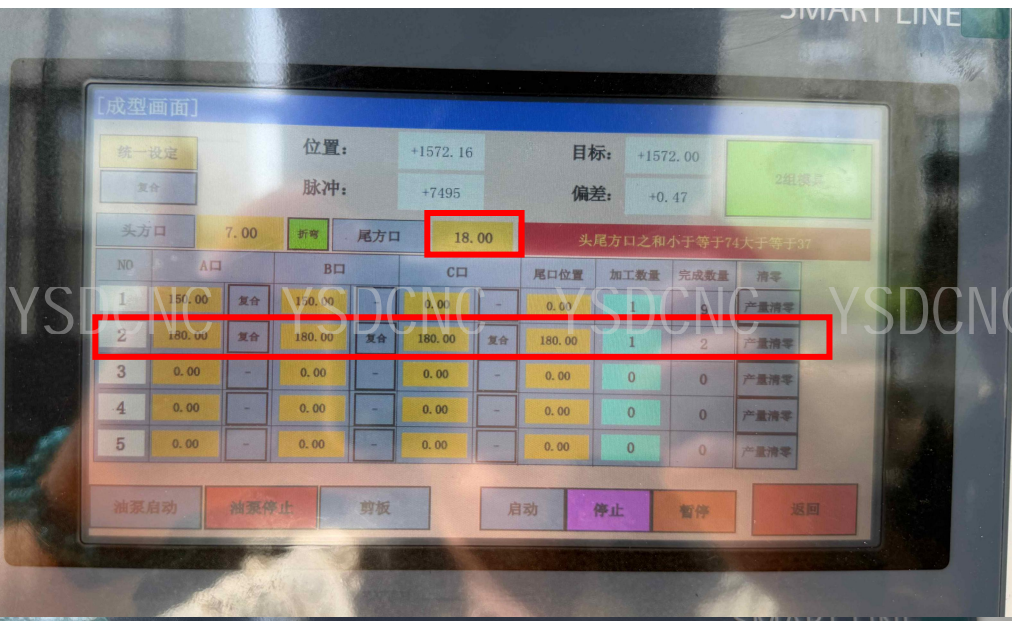 SMART LINE
[成型画面]
统一设定 位置: +1572.16 目标: +1572.00 2组模具
复合 脉冲: +7495 偏差: +0.47
头方口 7.00 折弯 尾方口 18.00 头尾方口之和小于等于74大于等于37
NO A口 B口 C口 尾口位置 加工数量 完成数量 清零
1 150.00 复合 150.00 0.00 - 0.00 1 9 产量清零
YSDCNC YSDCNC YSDCNC YSDCNC
2 180.00 复合 180.00 复合 180.00 复合 180.00 1 2 产量清零
3 0.00 - 0.00 - 0.00 - 0.00 0 0 产量清零
4 0.00 - 0.00 - 0.00 - 0.00 0 0 产量清零
5 0.00 - 0.00 - 0.00 - 0.00 0 0 产量清零
油泵启动 油泵停止 剪板 启动 停止 暂停 返回
SMART LINE